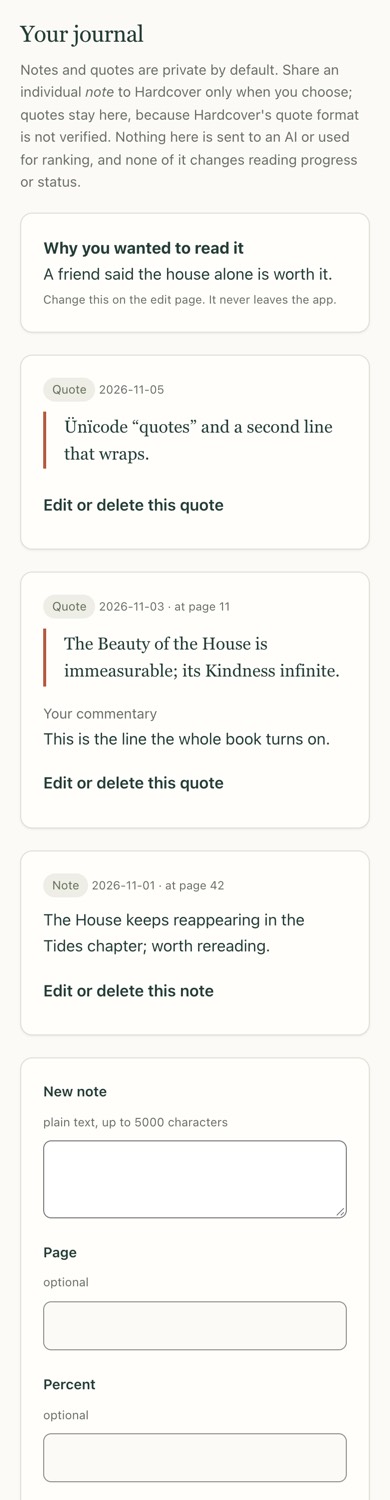 Your journal
Notes and quotes are private by default. Share an
individual note to Hardcover only when you choose;
quotes stay here, because Hardcover's quote format
is not verified. Nothing here is sent to an AI or used
for ranking, and none of it changes reading progress
or status.
Why you wanted to read it
A friend said the house alone is worth it.
Change this on the edit page. It never leaves the app.
Quote 2026-11-05
Ünïcode “quotes” and a second line
that wraps.
Edit or delete this quote
Quote 2026-11-03 · at page 11
The Beauty of the House is
immeasurable; its Kindness infinite.
Your commentary
This is the line the whole book turns on.
Edit or delete this quote
Note 2026-11-01 · at page 42
The House keeps reappearing in the
Tides chapter; worth rereading.
Edit or delete this note
New note
plain text, up to 5000 characters
Page
optional
Percent
optional